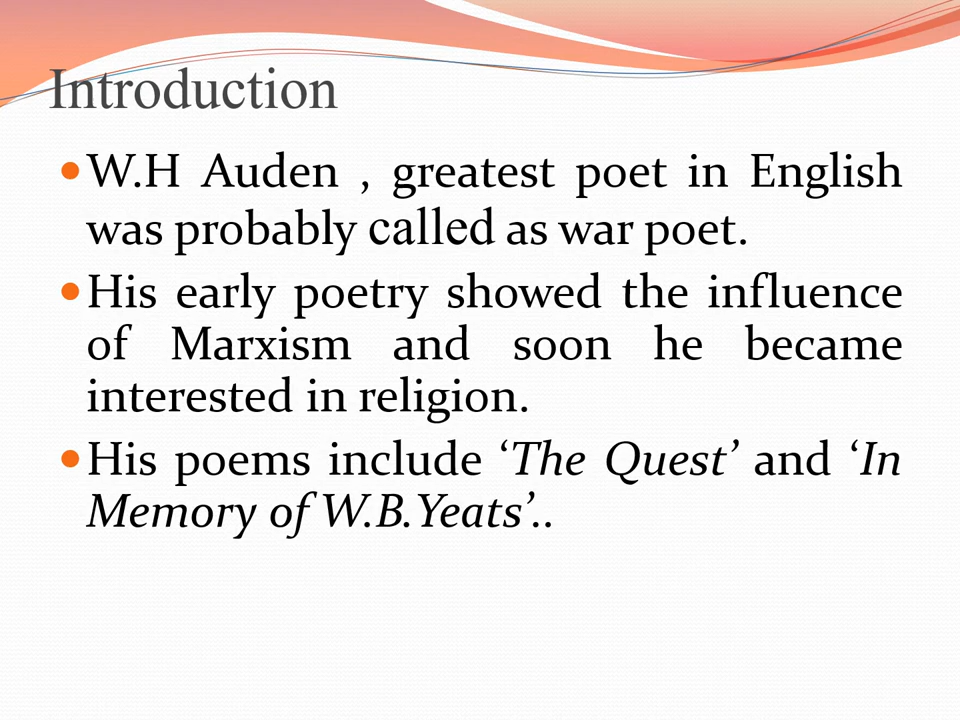 Introduction
W.H Auden , greatest poet in English
was probably called as war poet.
His early poetry showed the influence
of Marxism and soon he became
interested in religion.
His poems include ‘The Quest’ and ‘In
Memory of W.B.Yeats’..